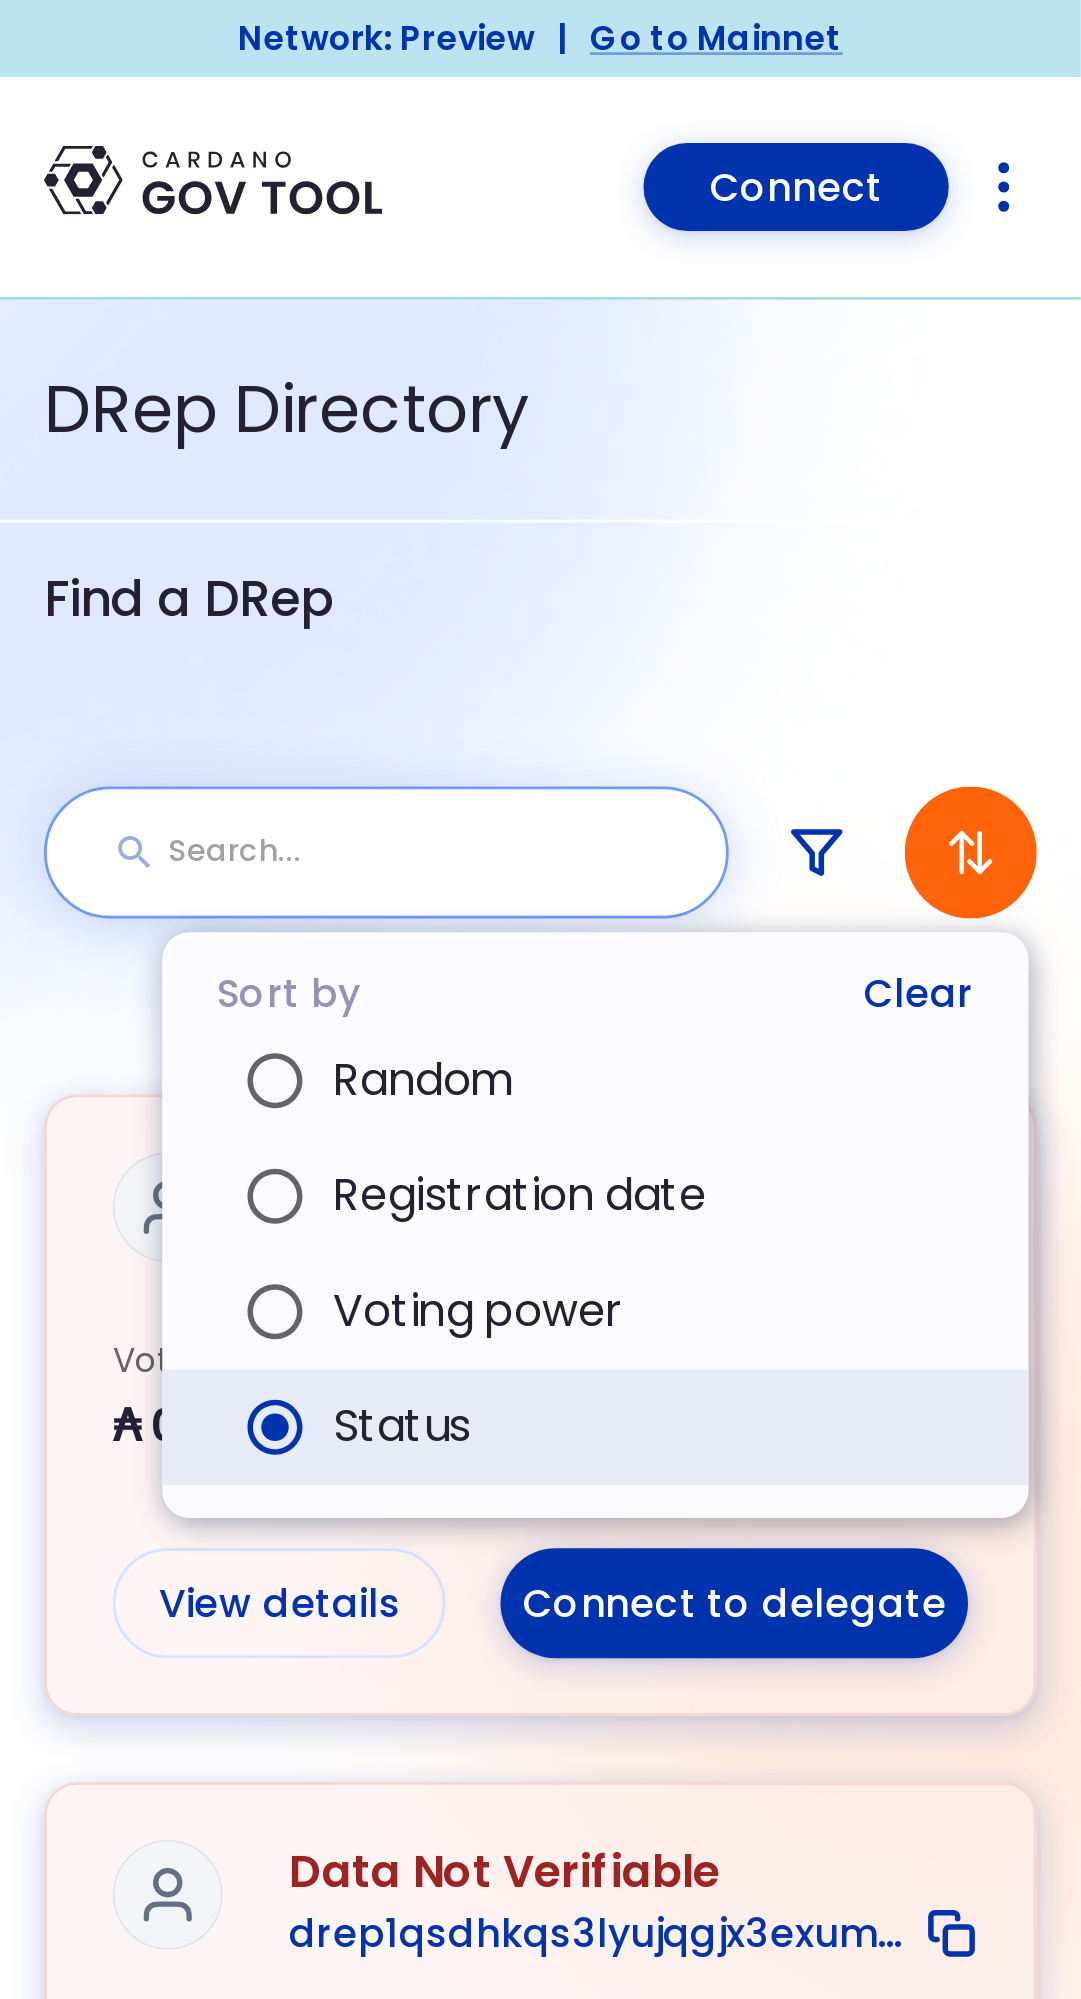 Network: Preview | Go to Mainnet
CARDANO
GOV TOOL
Connect
DRep Directory
Find a DRep
Search...
Sort by
Clear
Random
Registration date
Voting power
Status
₳
View details
Connect to delegate
Data Not Verifiable
drep1qsdhkqs3lyujqgjx3exum...